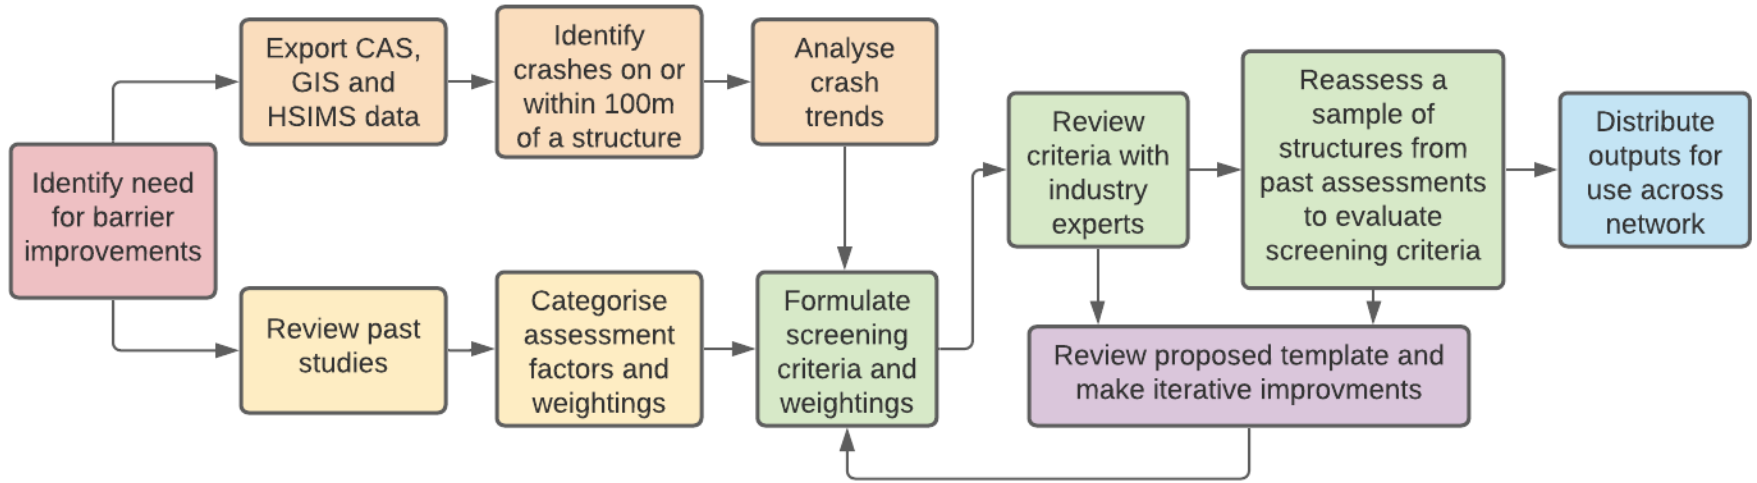 Identify need
for barrier
improvements
Export CAS,
GIS and
HSIMS data
Identify
crashes on or
within 100m
of a structure
Analyse
crash
trends
Review past
studies
Categorise
assessment
factors and
weightings
Formulate
screening
criteria and
weightings
Review
criteria with
industry
experts
Reassess a
sample of
structures from
past assessments
to evaluate
screening criteria
Distribute
outputs for
use across
network
Review proposed template and
make iterative improvments